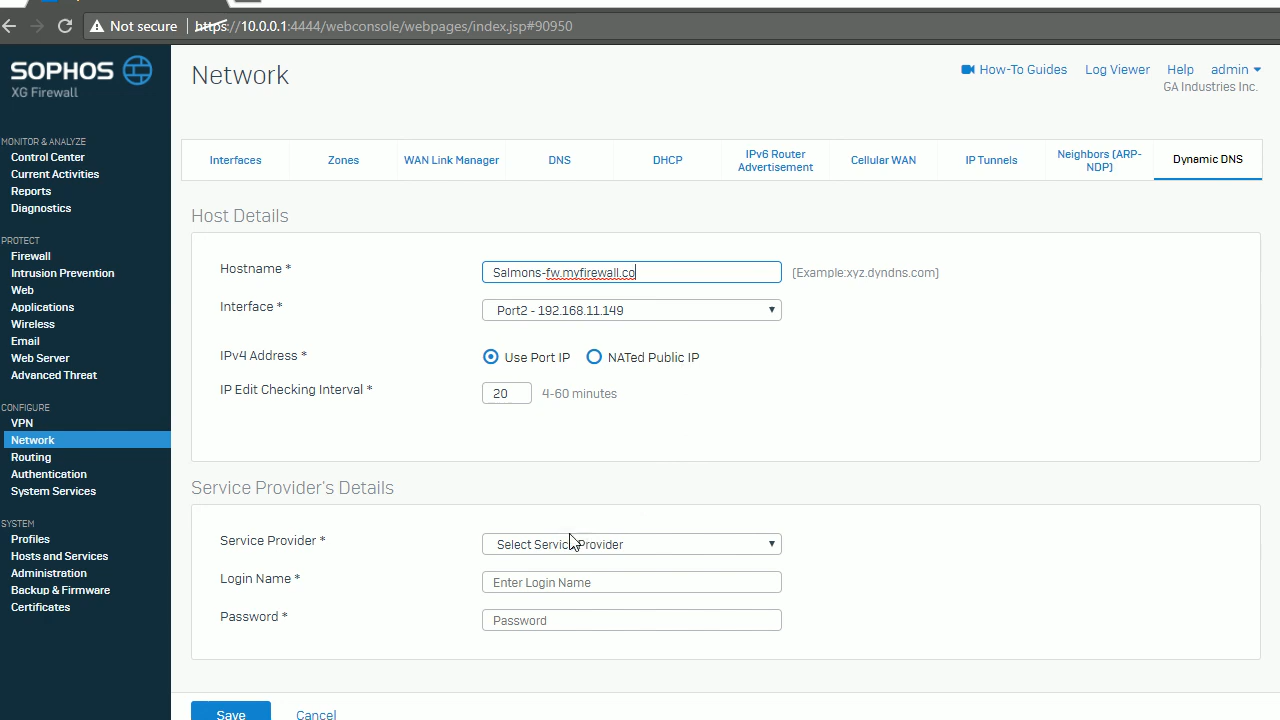 Not secure | https://10.0.0.1:4444/webconsole/webpages/index.jsp#90950
SOPHOS
XG Firewall
Network
How-To Guides Log Viewer Help admin
GA Industries Inc.
Interfaces Zones WAN Link Manager DNS DHCP IPv6 Router Advertisement Cellular WAN IP Tunnels Neighbors (ARP-NDP) Dynamic DNS
MONITOR & ANALYZE
Control Center
Current Activities
Reports
Diagnostics
PROTECT
Firewall
Intrusion Prevention
Web
Applications
Wireless
Email
Web Server
Advanced Threat
CONFIGURE
VPN
Network
Routing
Authentication
System Services
SYSTEM
Profiles
Hosts and Services
Administration
Backup & Firmware
Certificates
Host Details
Hostname * Salmons-fw.myfirewall.co (Example:xyz.dyndns.com)
Interface * Port2 - 192.168.11.149
IPv4 Address * Use Port IP NATed Public IP
IP Edit Checking Interval * 20 4-60 minutes
Service Provider's Details
Service Provider * Select Service Provider
Login Name * Enter Login Name
Password * Password
Save Cancel